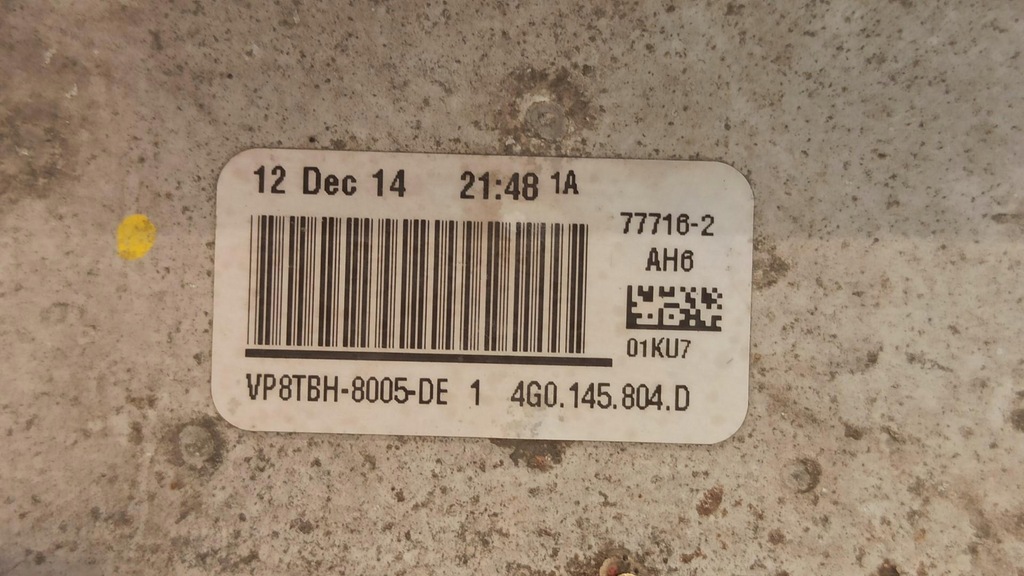 12 Dec 14 21:48 1A
77716-2
AH6
01KU7
VP8TBH-8005-DE 1 4G0.145.804.D